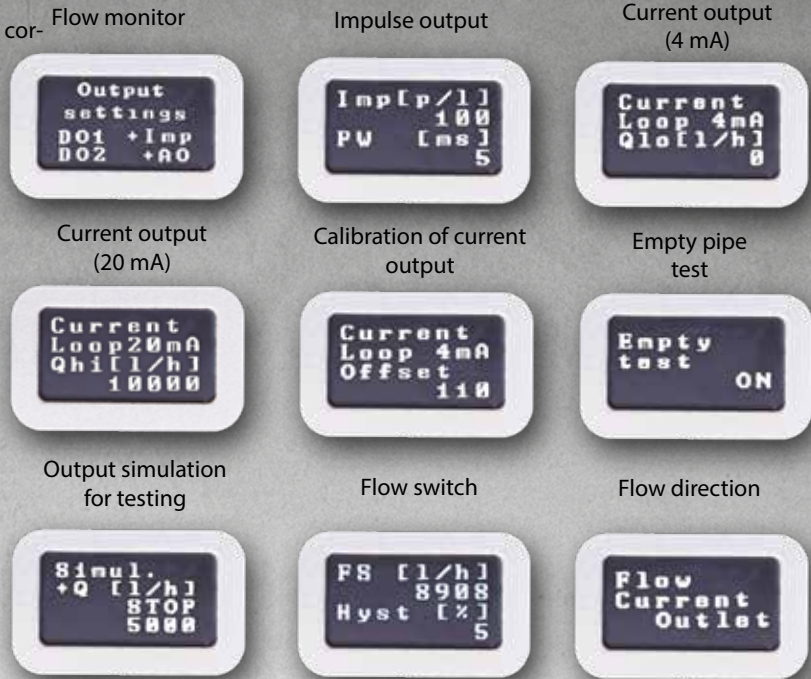 cor-
Flow monitor
Output
settings
DO1 +Imp
DO2 +AO
Impulse output
Imp[p/l]
100
PW [ms]
5
Current output
(4 mA)
Current
Loop 4mA
Qlo[l/h]
0
Current output
(20 mA)
Current
Loop20mA
Qhi[l/h]
10000
Calibration of current
output
Current
Loop 4mA
Offset
110
Empty pipe
test
Empty
test
ON
Output simulation
for testing
Simul.
+Q [l/h]
STOP
5000
Flow switch
FS [l/h]
8908
Hyst [%]
5
Flow direction
Flow
Current
Outlet